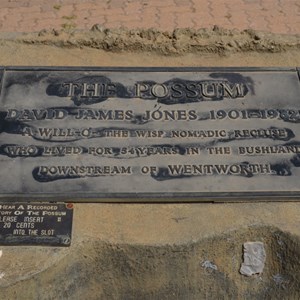 THE POSSUM
DAVID JAMES JONES 1901-1982
A WILL-O'-THE WISP NOMADIC RECLUSE
WHO LIVED FOR 54 YEARS IN THE BUSHLAND
DOWNSTREAM OF WENTWORTH
HEAR A RECORDED
STORY OF THE POSSUM
PLEASE INSERT
20 CENTS
INTO THE SLOT